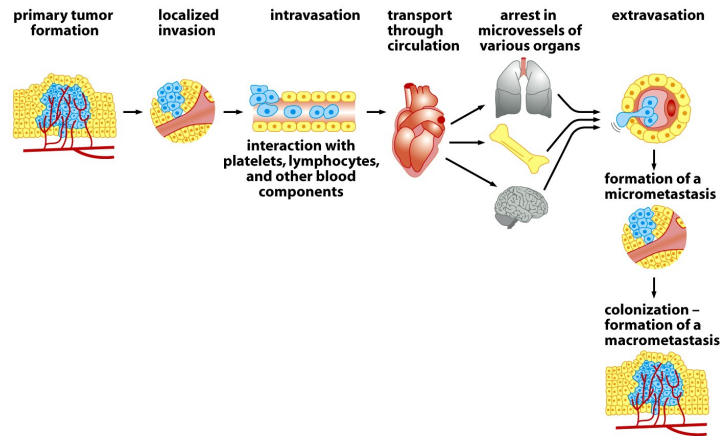 primary tumor
formation
localized
invasion
intravasation
transport
through
circulation
arrest in
microvessels of
various organs
extravasation
interaction with
platelets, lymphocytes,
and other blood
components
formation of a
micrometastasis
colonization –
formation of a
macrometastasis